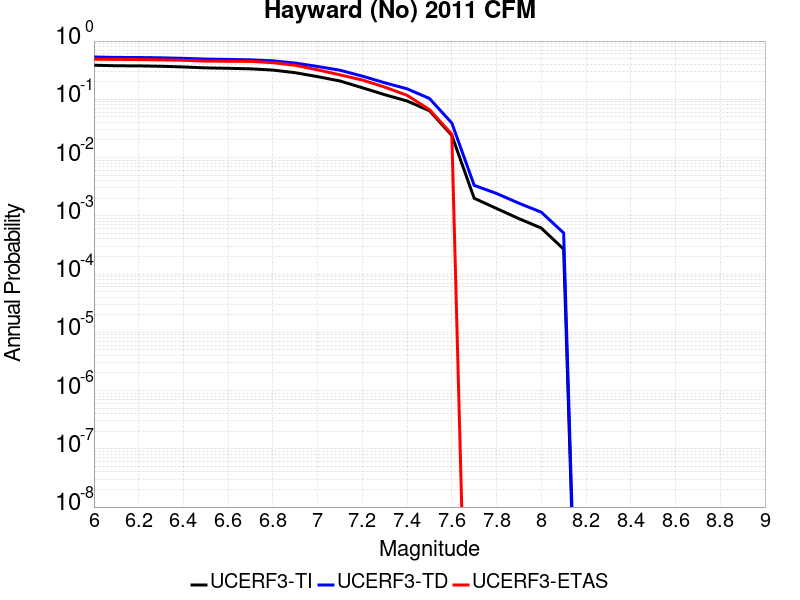 Hayward (No) 2011 CFM
10^0
10^-1
10^-2
10^-3
10^-4
10^-5
10^-6
10^-7
10^-8
Annual Probability
6 6.2 6.4 6.6 6.8 7 7.2 7.4 7.6 7.8 8 8.2 8.4 8.6 8.8 9
Magnitude
UCERF3-TI UCERF3-TD UCERF3-ETAS